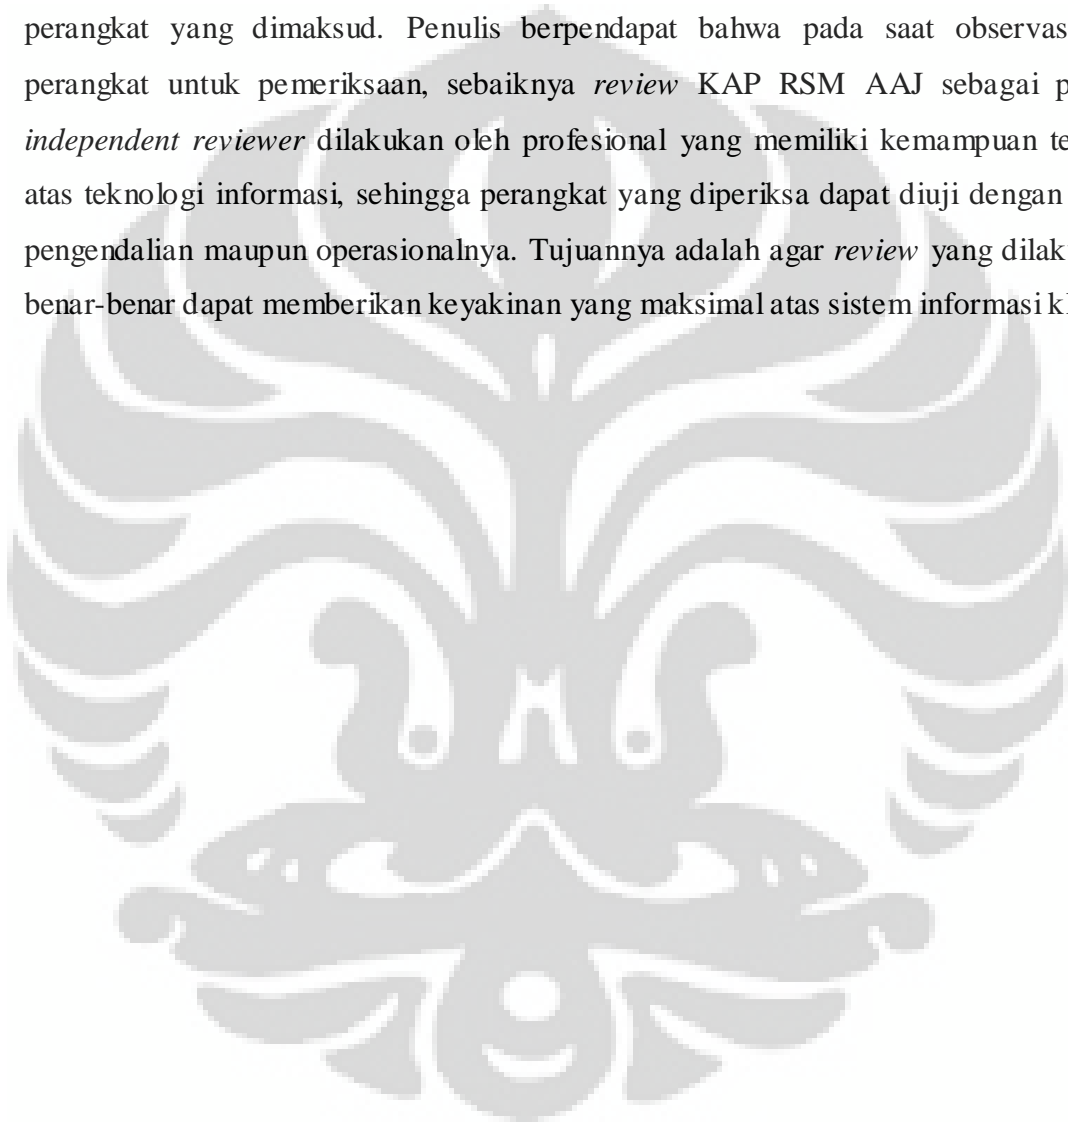 perangkat yang dimaksud. Penulis berpendapat bahwa pada saat observas
perangkat untuk pemeriksaan, sebaiknya review KAP RSM AAJ sebagai p
independent reviewer dilakukan oleh profesional yang memiliki kemampuan te
atas teknologi informasi, sehingga perangkat yang diperiksa dapat diuji dengan
pengendalian maupun operasionalnya. Tujuannya adalah agar review yang dilak
benar-benar dapat memberikan keyakinan yang maksimal atas sistem informasi kl